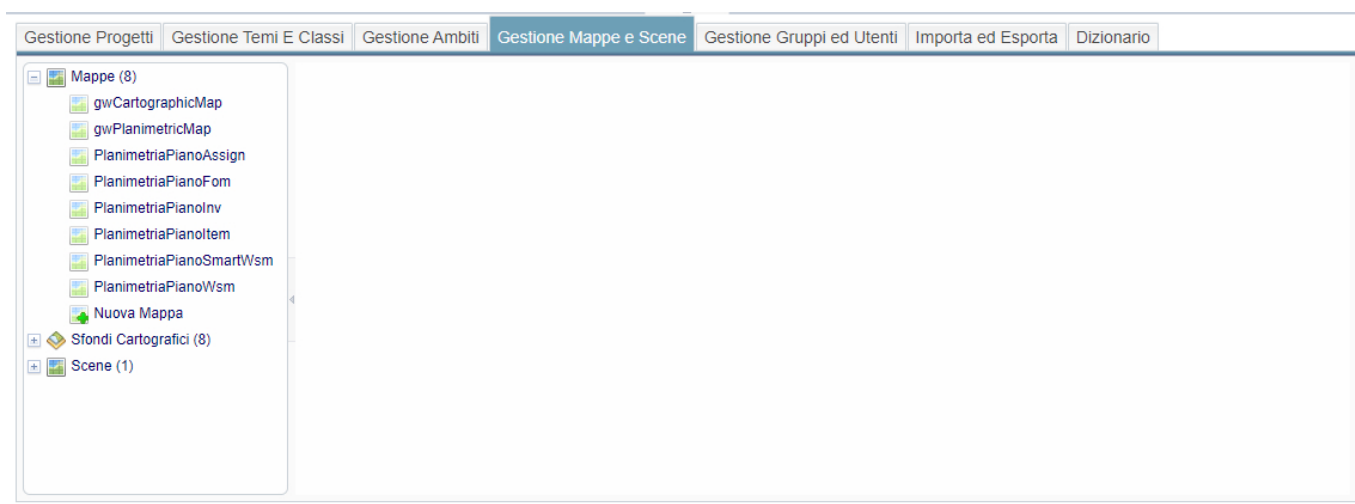 Gestione Progetti Gestione Temi E Classi Gestione Ambiti Gestione Mappe e Scene Gestione Gruppi ed Utenti Importa ed Esporta Dizionario
Mappe (8)
gwCartographicMap
gwPlanimetricMap
PlanimetriaPianoAssign
PlanimetriaPianoFom
PlanimetriaPianoInv
PlanimetriaPianoItem
PlanimetriaPianoSmartWsm
PlanimetriaPianoWsm
Nuova Mappa
Sfondi Cartografici (8)
Scene (1)